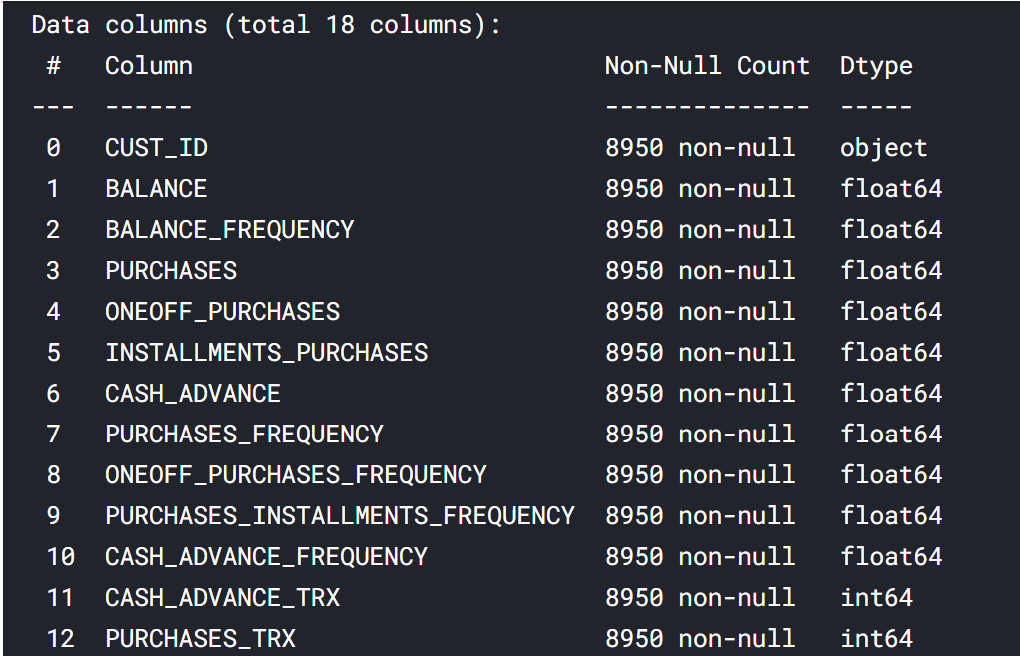 Data columns (total 18 columns):
#   Column                            Non-Null Count  Dtype
---  ------                            --------------  -----
0   CUST_ID                           8950 non-null   object
1   BALANCE                           8950 non-null   float64
2   BALANCE_FREQUENCY                 8950 non-null   float64
3   PURCHASES                         8950 non-null   float64
4   ONEOFF_PURCHASES                  8950 non-null   float64
5   INSTALLMENTS_PURCHASES            8950 non-null   float64
6   CASH_ADVANCE                      8950 non-null   float64
7   PURCHASES_FREQUENCY               8950 non-null   float64
8   ONEOFF_PURCHASES_FREQUENCY        8950 non-null   float64
9   PURCHASES_INSTALLMENTS_FREQUENCY  8950 non-null   float64
10  CASH_ADVANCE_FREQUENCY            8950 non-null   float64
11  CASH_ADVANCE_TRX                  8950 non-null   int64
12  PURCHASES_TRX                     8950 non-null   int64